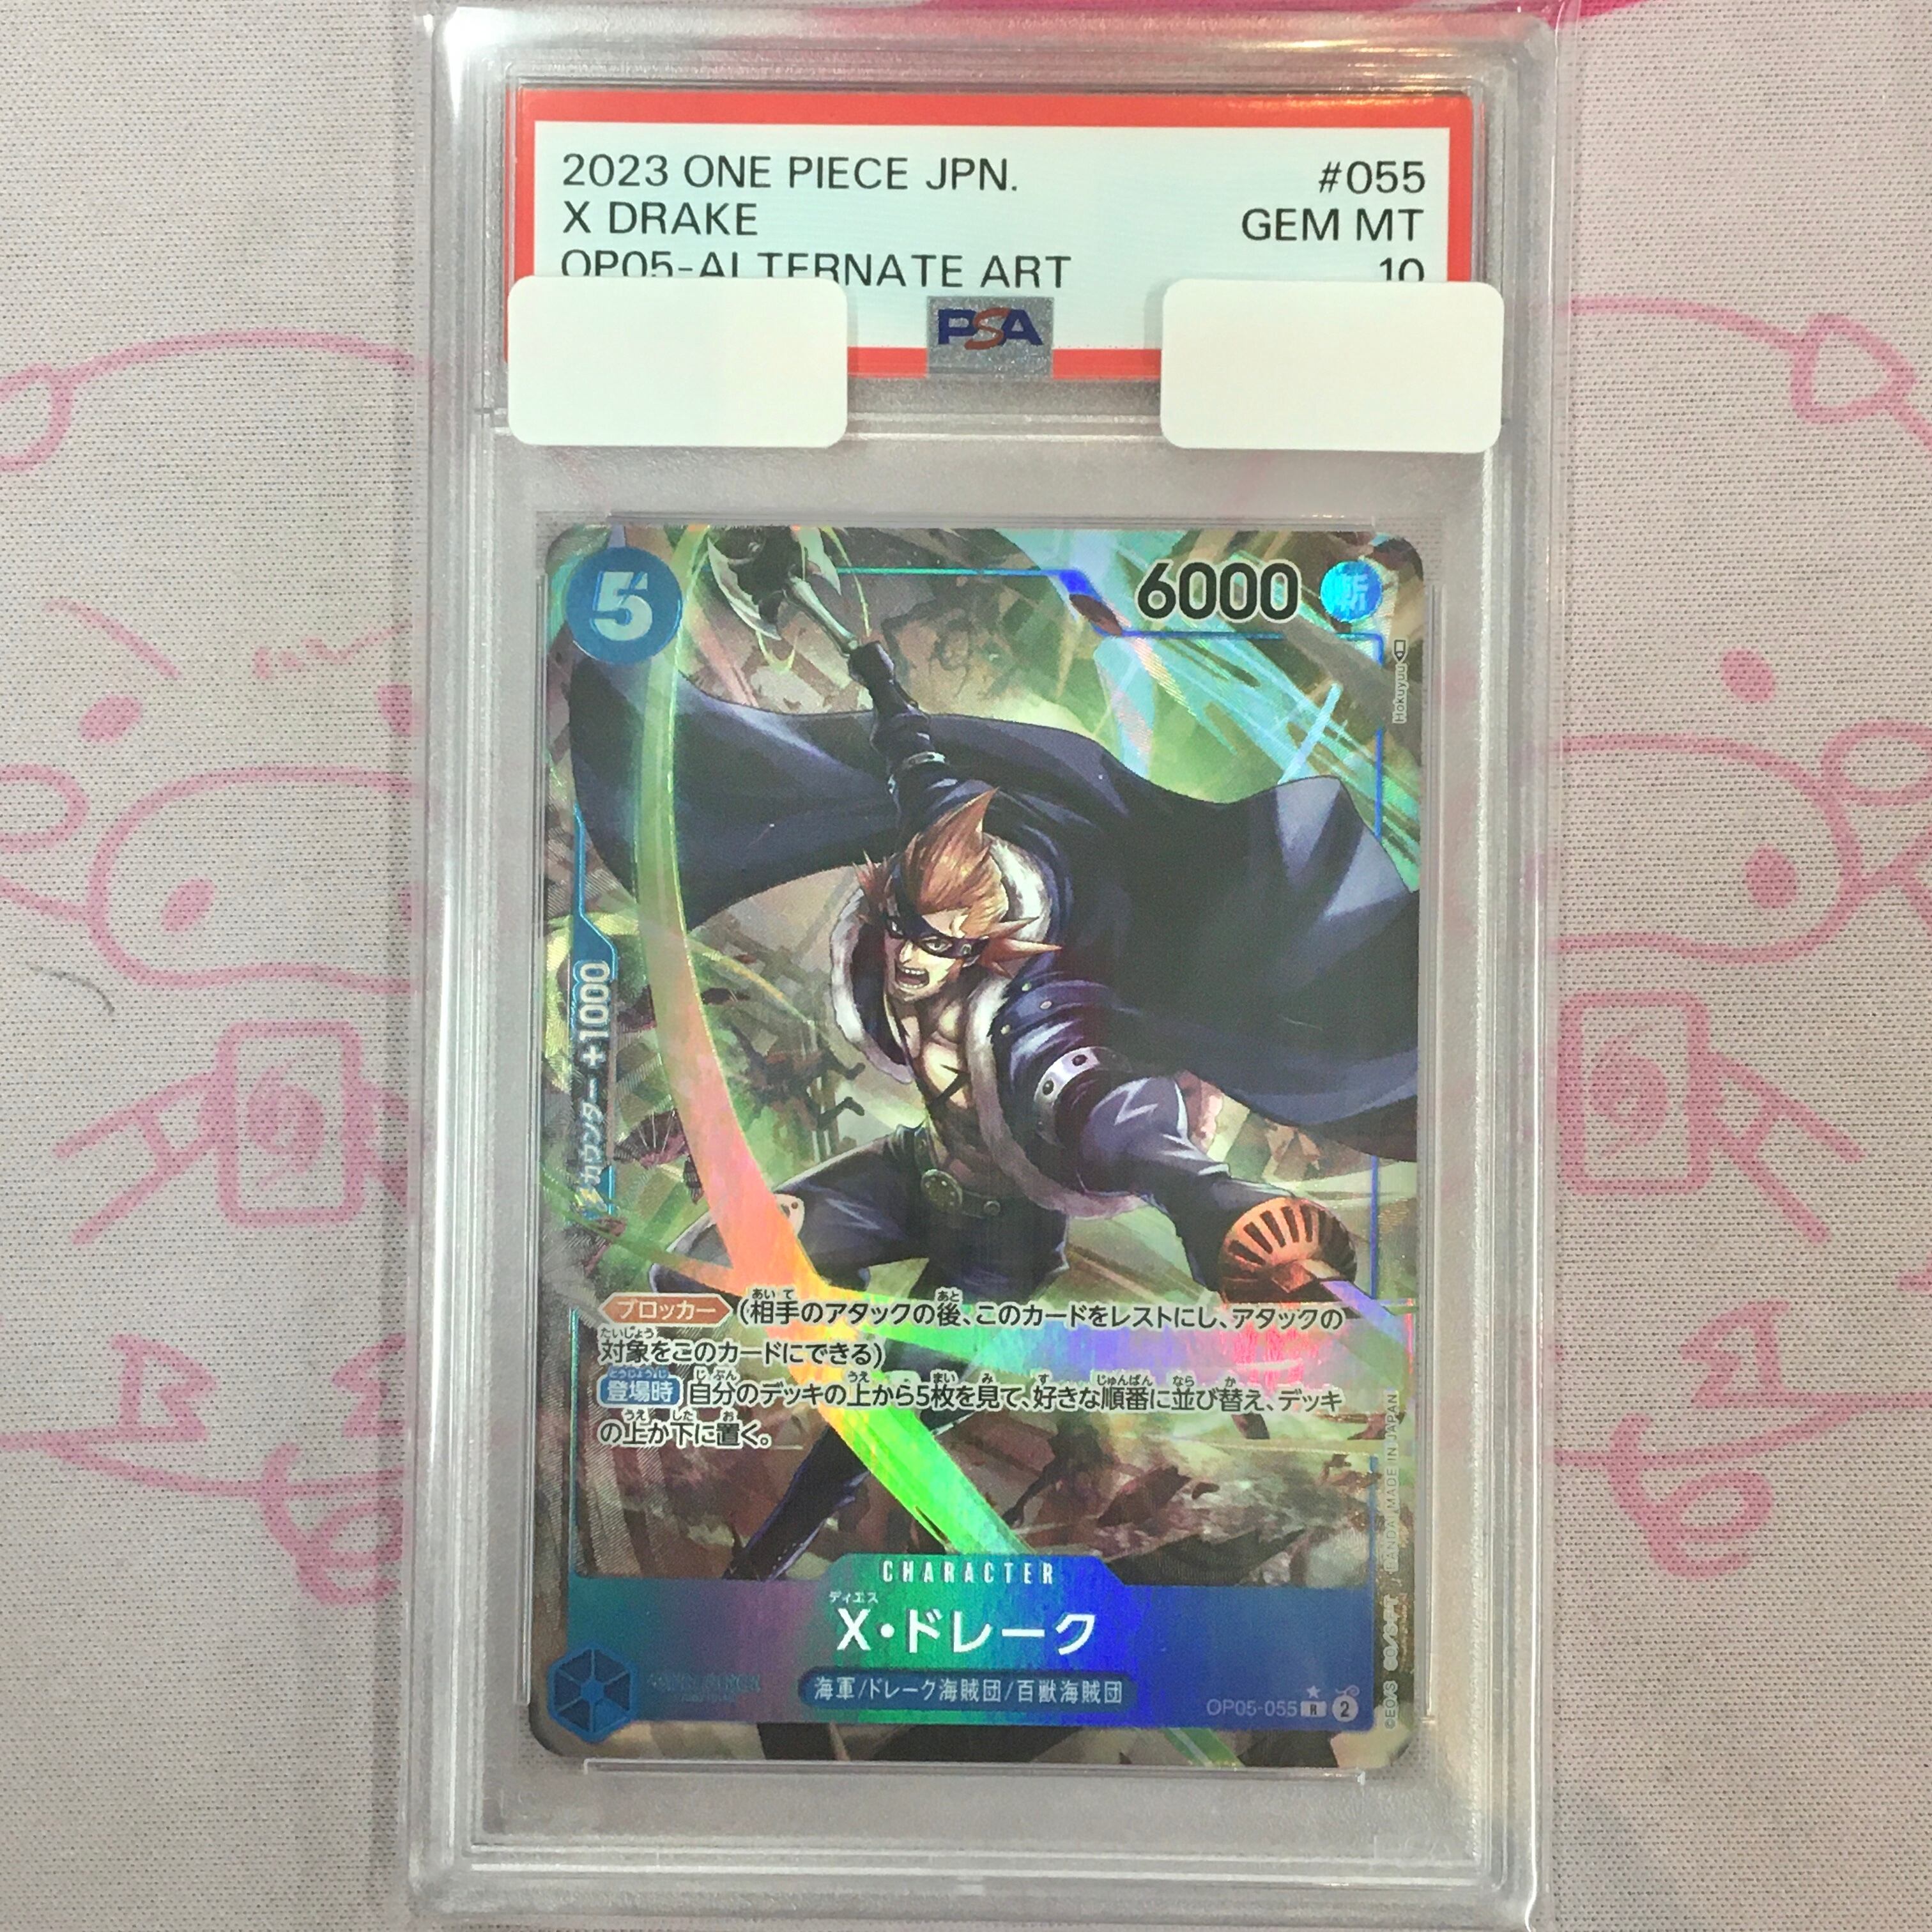 2023 ONE PIECE JPN. #055
X DRAKE GEM MT
OP05-ALTERNATE ART 10
PSA
5
6000
斬
Hokuyuu
カウンター+1000
ブロッカー (相手のアタックの後、このカードをレストにし、アタックの
対象をこのカードにできる)
登場時 自分のデッキの上から5枚を見て、好きな順番に並び替え、デッキ
の上か下に置く。
BANDAI MADE IN JAPAN
CHARACTER
ディエス
X・ドレーク
海軍/ドレーク海賊団/百獣海賊団
OP05-055 R 2